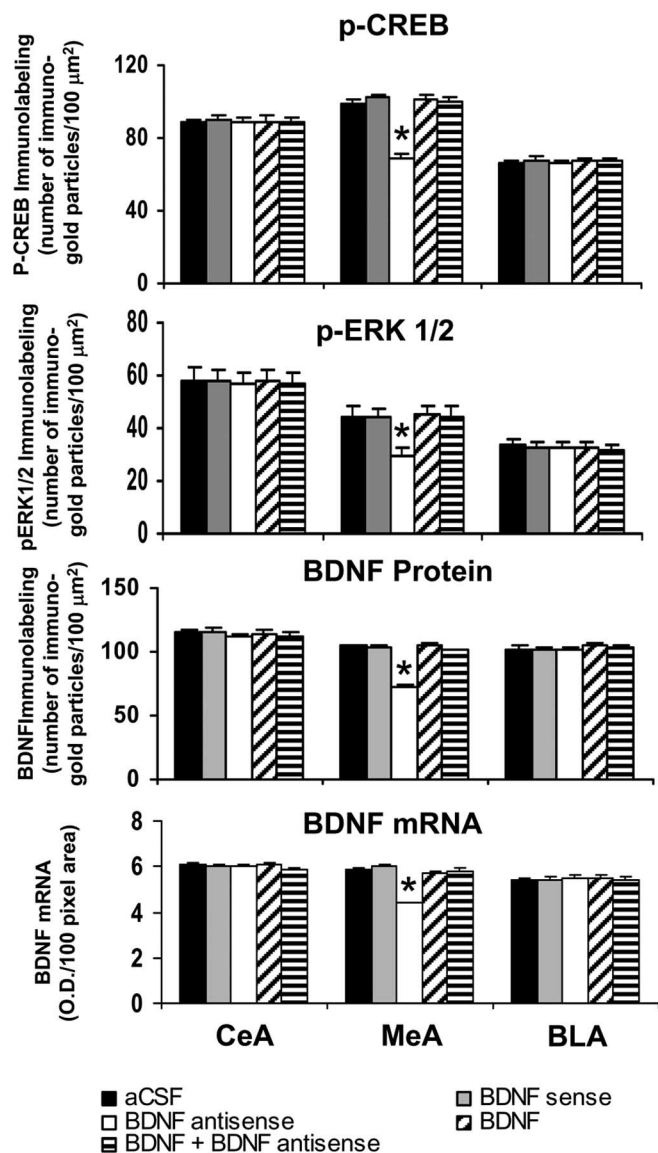 p-CREB
P-CREB Immunolabeling
(number of immuno-
gold particles/100 µm²)
120
80
40
0
*
p-ERK 1/2
pERK1/2 Immunolabeling
(number of immuno-
gold particles/100 µm²)
80
60
40
20
0
*
BDNF Protein
BDNFImmunolabeling
(number of immuno-
gold particles/100 µm²)
150
100
50
0
*
BDNF mRNA
BDNF mRNA
(O.D./100 pixel area)
8
6
4
2
0
*
CeA MeA BLA
aCSF BDNF sense
BDNF antisense BDNF
BDNF + BDNF antisense